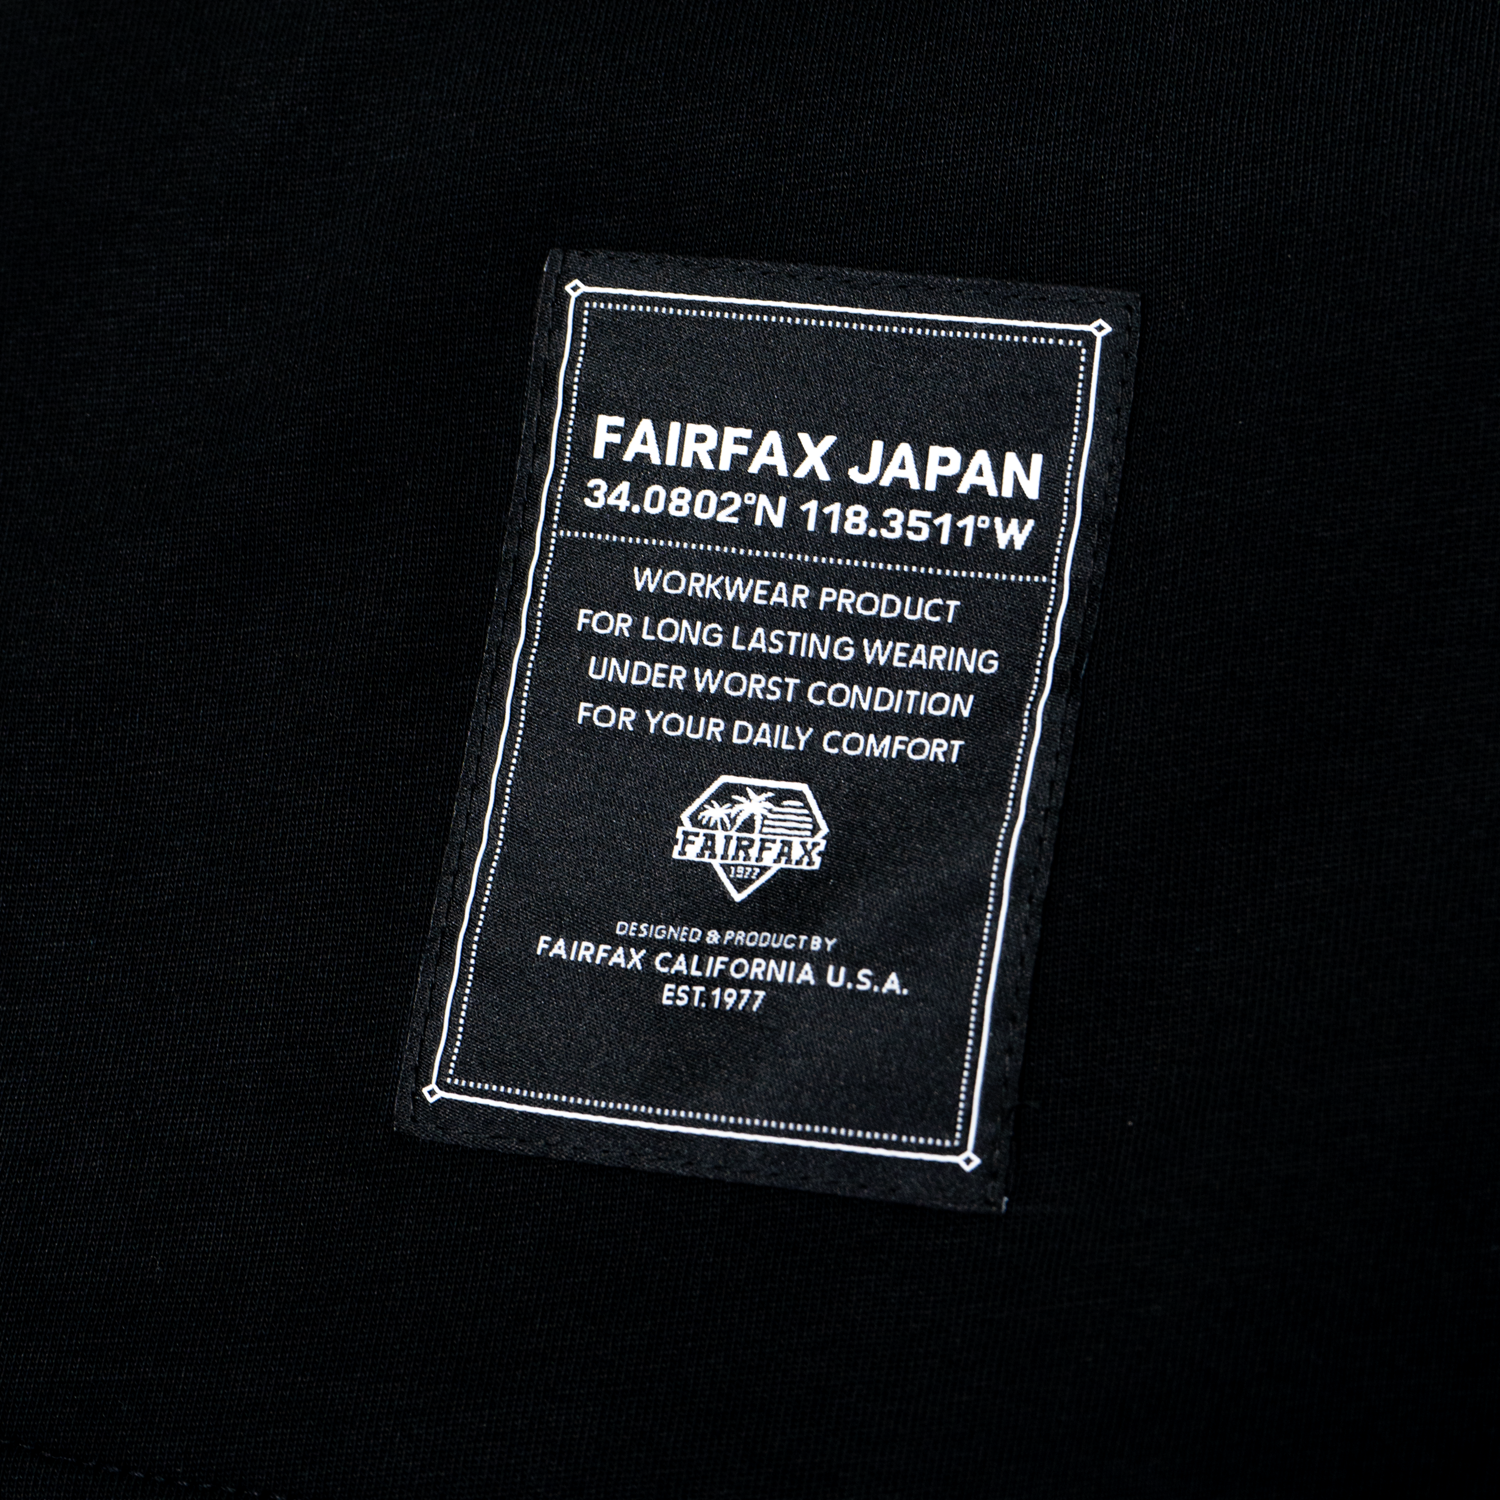 FAIRFAX JAPAN
34.0802°N 118.3511°W
WORKWEAR PRODUCT
FOR LONG LASTING WEARING
UNDER WORST CONDITION
FOR YOUR DAILY COMFORT
FAIRFAX
1977
DESIGNED & PRODUCT BY
FAIRFAX CALIFORNIA U.S.A.
EST. 1977